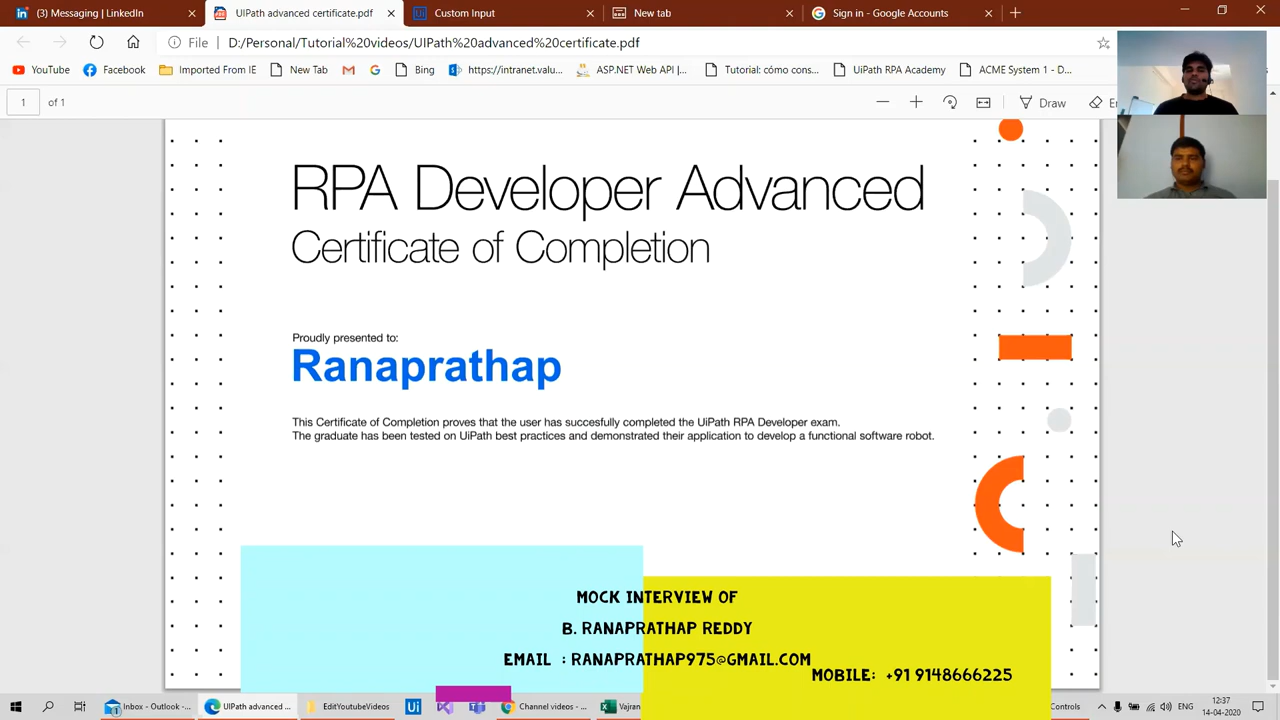 (3) Messaging | LinkedIn
UIPath advanced certificate.pdf
Custom Input
New tab
Sign in - Google Accounts
File
D:/Personal/Tutorial%20videos/UIPath%20advanced%20certificate.pdf
YouTube
Facebook
Imported From IE
New Tab
Bing
https://intranet.valu...
ASP.NET Web API |...
Tutorial: cómo cons...
UiPath RPA Academy
ACME System 1 - D...
1
of 1
Draw
RPA Developer Advanced
Certificate of Completion
Proudly presented to:
Ranaprathap
This Certificate of Completion proves that the user has succesfully completed the UiPath RPA Developer exam.
The graduate has been tested on UiPath best practices and demonstrated their application to develop a functional software robot.
MOCK INTERVIEW OF
B. RANAPRATHAP REDDY
EMAIL : RANAPRATHAP975@GMAIL.COM
MOBILE: +91 9148666225
Inbox - Outlook -...
UIPath advanced ...
EditYoutubeVideos
Channel videos - ...
Vajran
Controls
ENG
12:37
14-04-2020